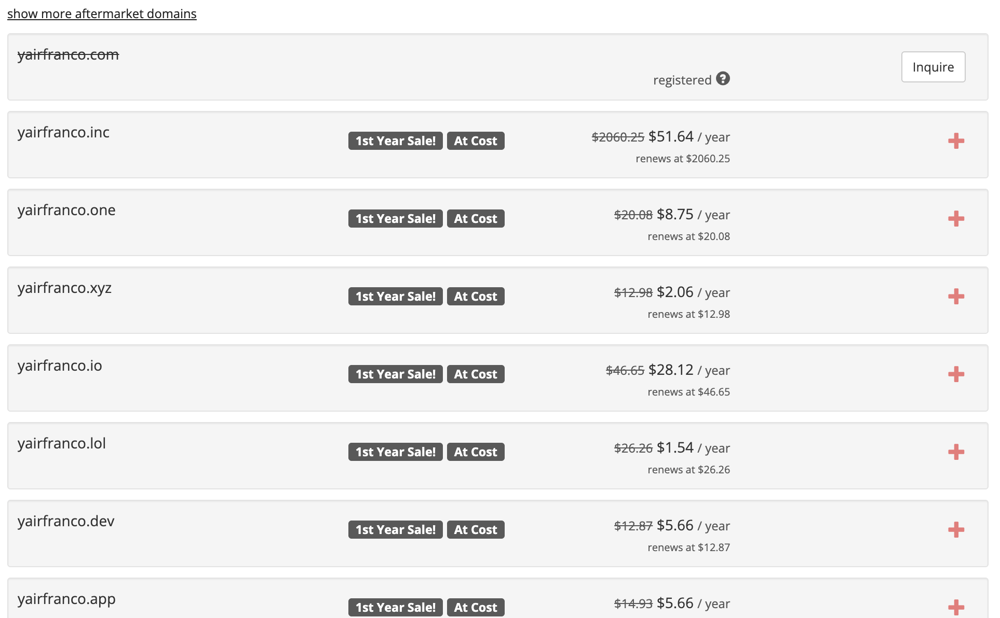 show more aftermarket domains
yairfranco.com
registered ?
Inquire
yairfranco.inc
1st Year Sale! At Cost
$2060.25 $51.64 / year
renews at $2060.25
yairfranco.one
1st Year Sale! At Cost
$20.08 $8.75 / year
renews at $20.08
yairfranco.xyz
1st Year Sale! At Cost
$12.98 $2.06 / year
renews at $12.98
yairfranco.io
1st Year Sale! At Cost
$46.65 $28.12 / year
renews at $46.65
yairfranco.lol
1st Year Sale! At Cost
$26.26 $1.54 / year
renews at $26.26
yairfranco.dev
1st Year Sale! At Cost
$12.87 $5.66 / year
renews at $12.87
yairfranco.app
1st Year Sale! At Cost
$14.93 $5.66 / year